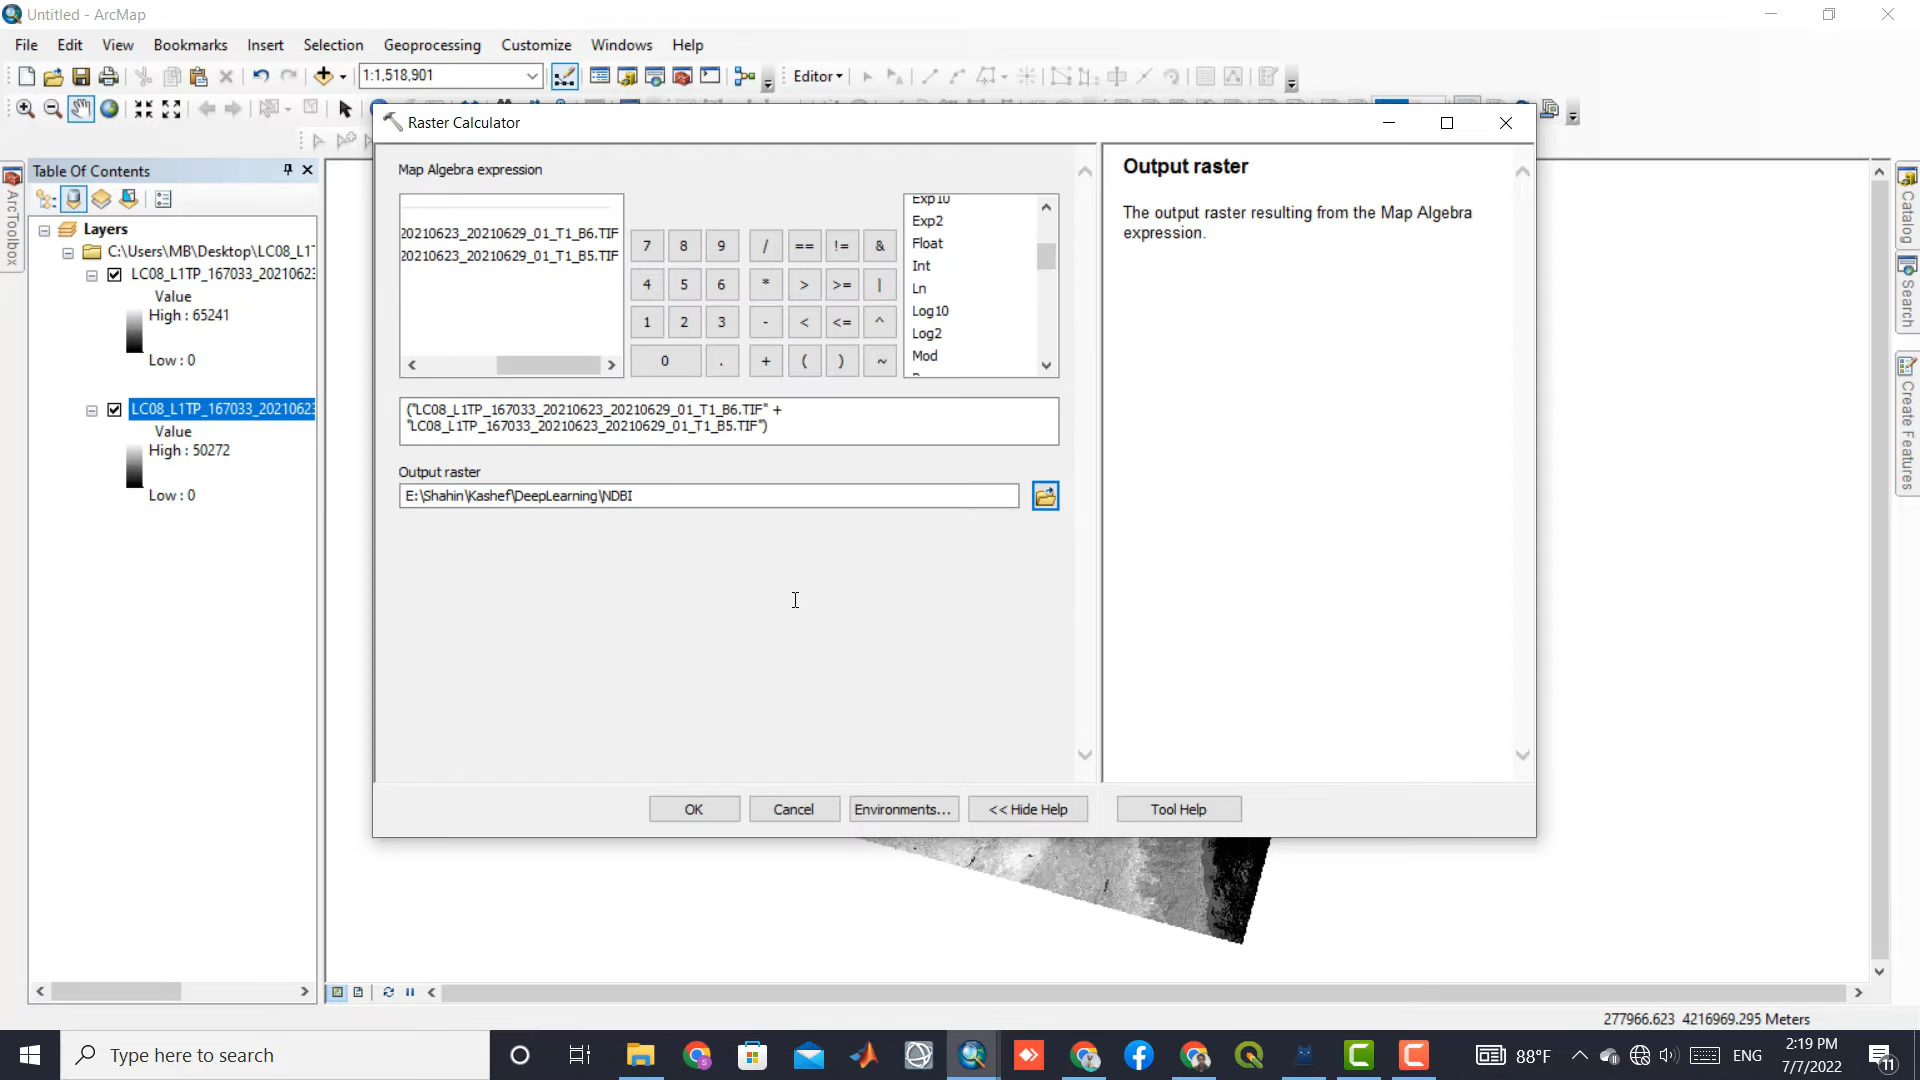 Untitled - ArcMap
File Edit View Bookmarks Insert Selection Geoprocessing Customize Windows Help
1:1,518,901
Editor
Raster Calculator
Table Of Contents
ArcToolbox
Layers
C:\Users\MB\Desktop\LC08_L1T
LC08_L1TP_167033_20210623
Value
High : 65241
Low : 0
LC08_L1TP_167033_20210623
Value
High : 50272
Low : 0
Map Algebra expression
20210623_20210629_01_T1_B6.TIF
20210623_20210629_01_T1_B5.TIF
7 8 9 / == != &
4 5 6 * > >= |
1 2 3 - < <= ^
0 . + ( ) ~
Exp10
Exp2
Float
Int
Ln
Log10
Log2
Mod
("LC08_L1TP_167033_20210623_20210629_01_T1_B6.TIF" +
"LC08_L1TP_167033_20210623_20210629_01_T1_B5.TIF")
Output raster
E:\Shahin\Kashef\DeepLearning\NDBI
OK Cancel Environments... << Hide Help Tool Help
Output raster
The output raster resulting from the Map Algebra
expression.
Catalog
Search
Create Features
277966.623 4216969.295 Meters
Type here to search
88°F
ENG
2:19 PM
7/7/2022
11